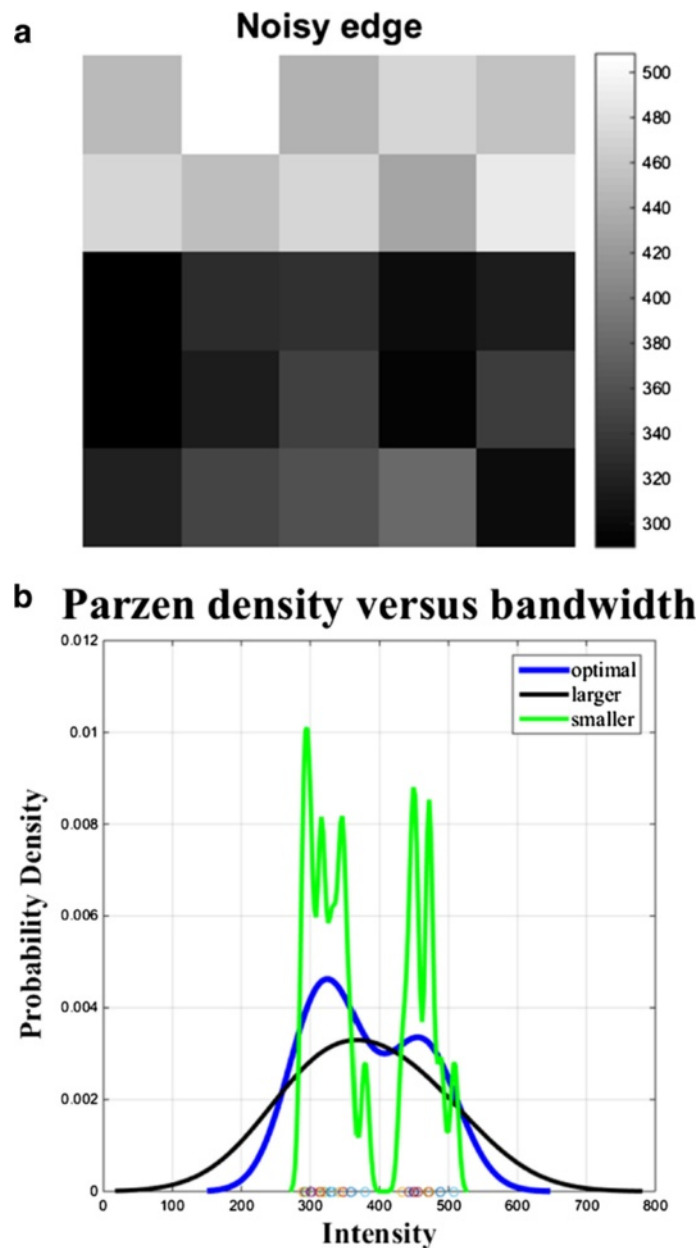 a
Noisy edge
500
480
460
440
420
400
380
360
340
320
300
b
Parzen density versus bandwidth
0.012
0.01
0.008
0.006
0.004
0.002
0
optimal
larger
smaller
Probability Density
0 100 200 300 400 500 600 700 800
Intensity